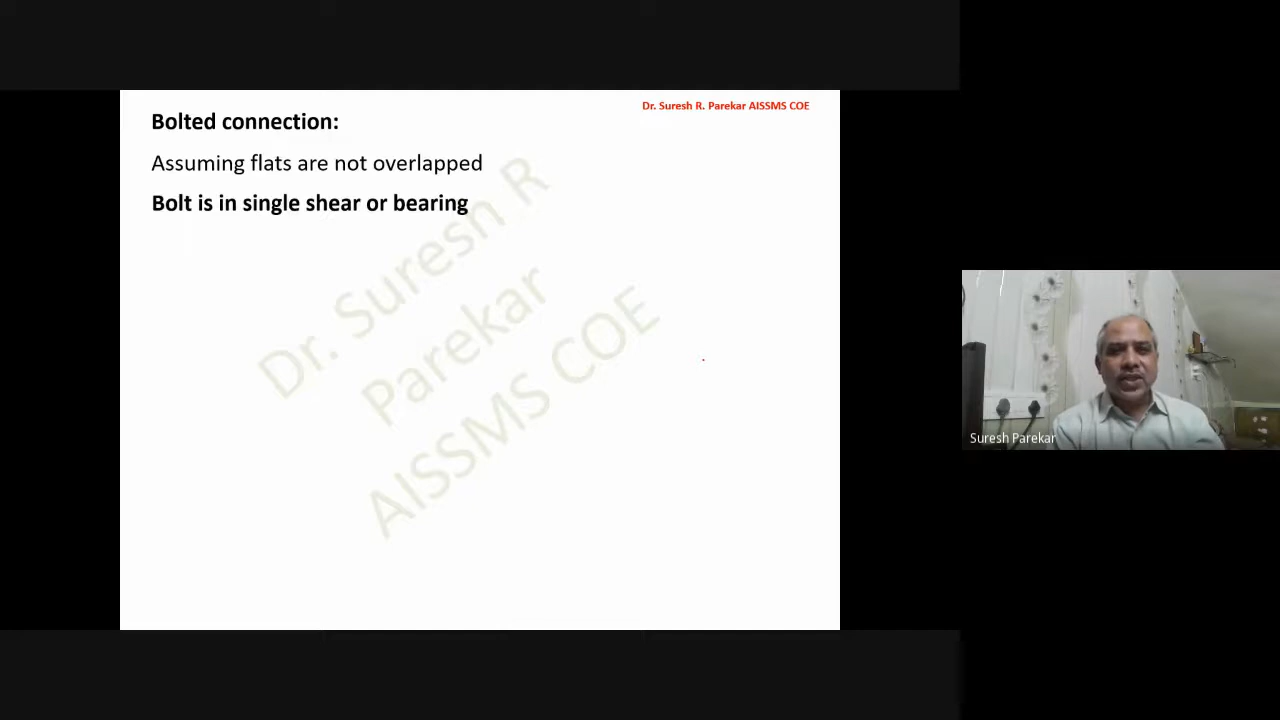 Dr. Suresh R. Parekar AISSMS COE
Bolted connection:
Assuming flats are not overlapped
Bolt is in single shear or bearing
Dr. Suresh R
Parekar
AISSMS COE
Suresh Parekar